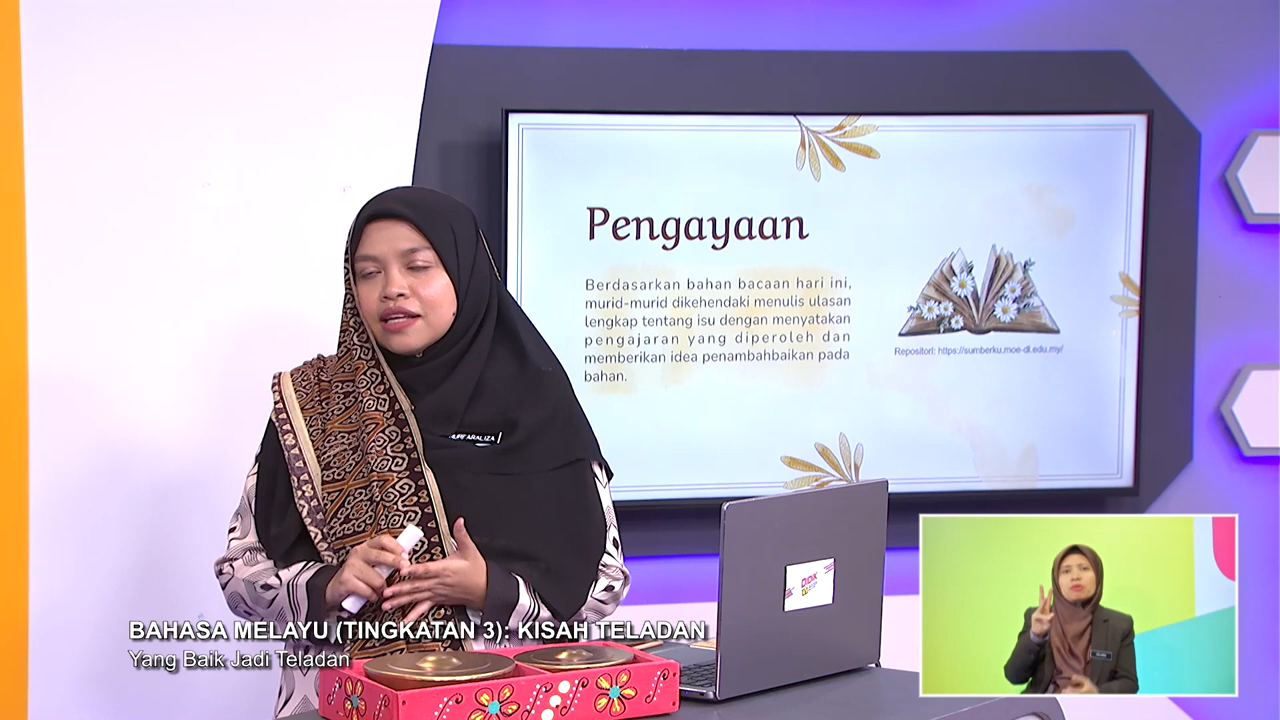 Pengayaan
Berdasarkan bahan bacaan hari ini,
murid-murid dikehendaki menulis ulasan
lengkap tentang isu dengan menyatakan
pengajaran yang diperoleh dan
memberikan idea penambahbaikan pada
bahan.
Repositori: https://sumberku.moe-dl.edu.my/
BAHASA MELAYU (TINGKATAN 3): KISAH TELADAN
Yang Baik Jadi Teladan